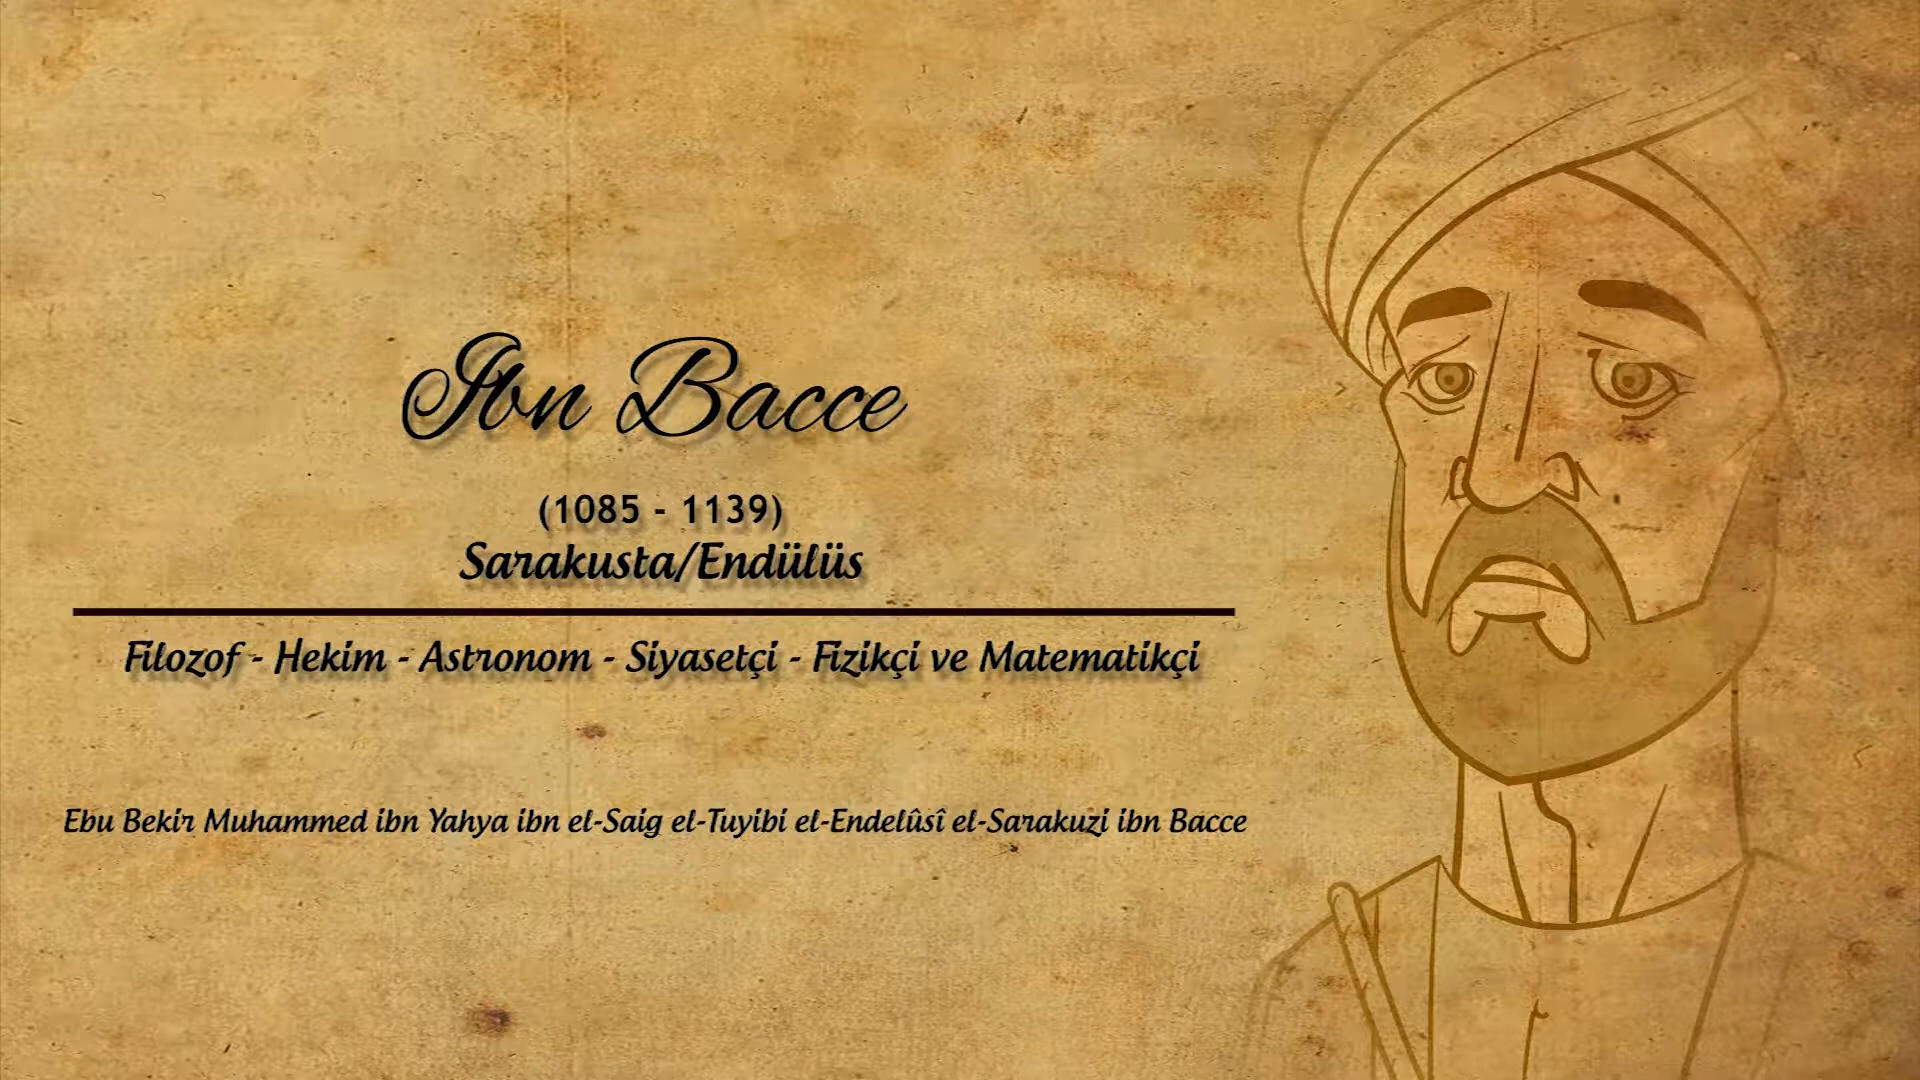 Ibn Bacce
(1085 - 1139)
Sarakusta/Endülüs
Filozof - Hekim - Astronom - Siyasetçi - Fizikçi ve Matematikçi
Ebu Bekir Muhammed ibn Yahya ibn el-Saig el-Tuyibi el-Endelûsî el-Sarakuzi ibn Bacce